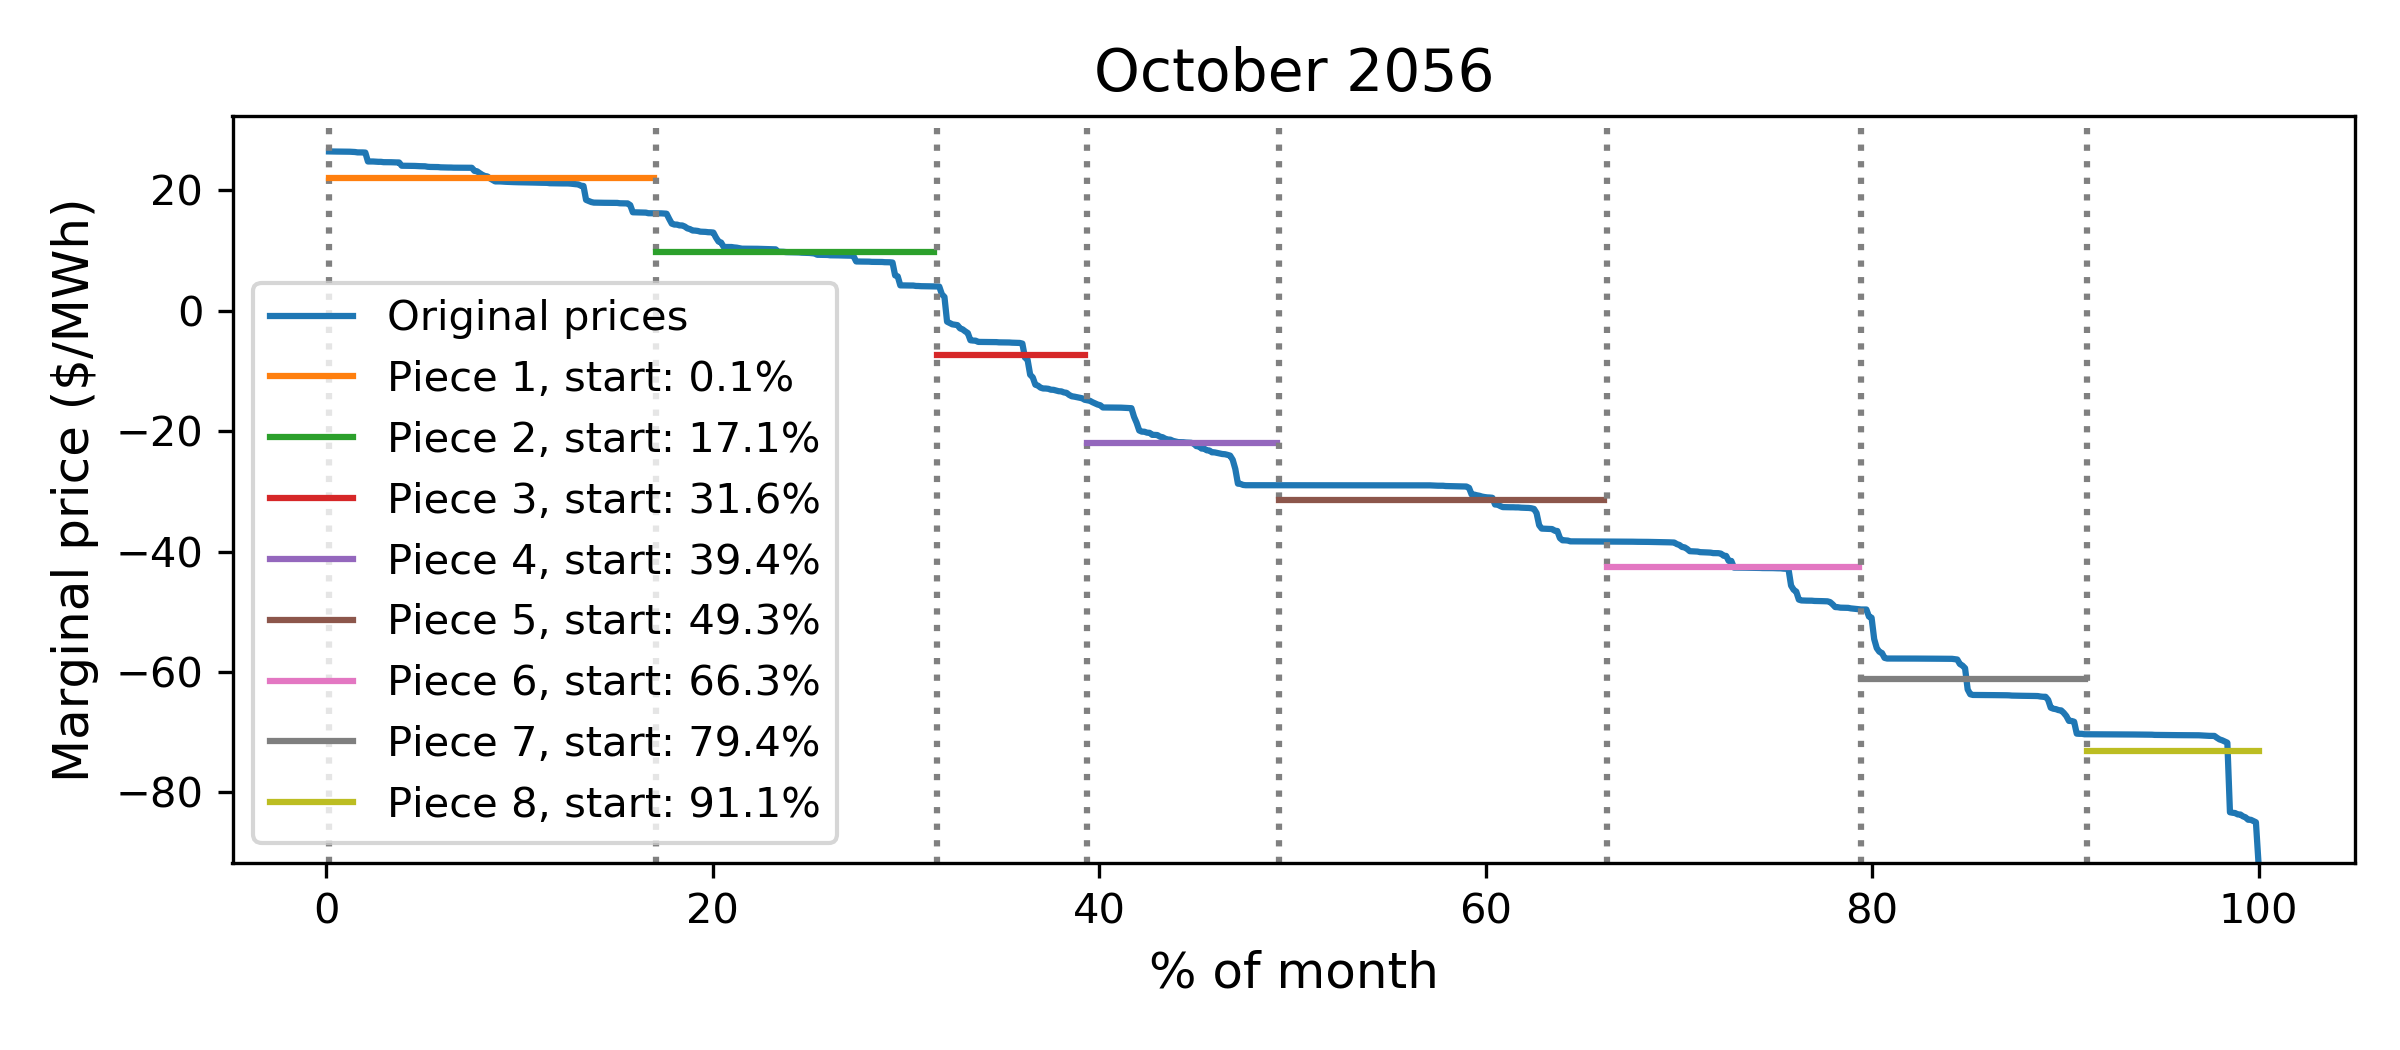 October 2056
Marginal price ($/MWh)
20
0
−20
−40
−60
−80
Original prices
Piece 1, start: 0.1%
Piece 2, start: 17.1%
Piece 3, start: 31.6%
Piece 4, start: 39.4%
Piece 5, start: 49.3%
Piece 6, start: 66.3%
Piece 7, start: 79.4%
Piece 8, start: 91.1%
0 20 40 60 80 100
% of month